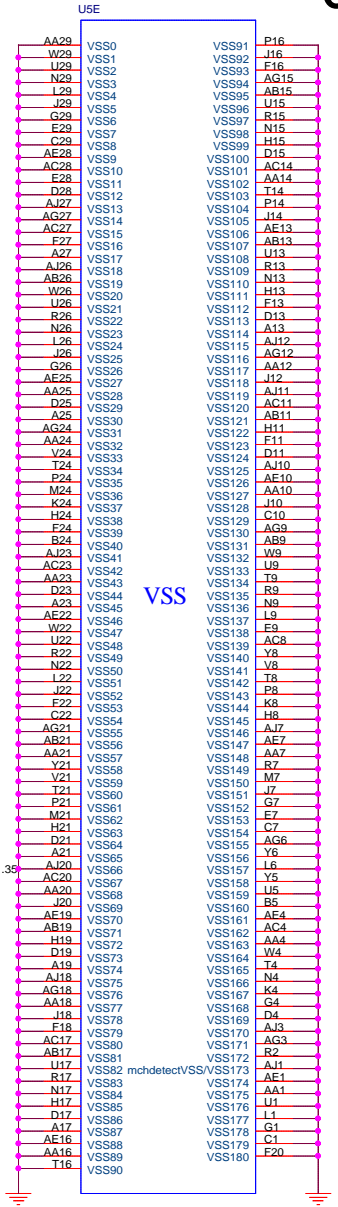 U5E
AA29 VSS0 VSS91 P16
W29 VSS1 VSS92 J16
U29 VSS2 VSS93 F16
N29 VSS3 VSS94 AG15
L29 VSS4 VSS95 AB15
J29 VSS5 VSS96 U15
G29 VSS6 VSS97 R15
E29 VSS7 VSS98 N15
C29 VSS8 VSS99 H15
AE28 VSS9 VSS100 D15
AC28 VSS10 VSS101 AC14
E28 VSS11 VSS102 AA14
D28 VSS12 VSS103 T14
AJ27 VSS13 VSS104 P14
AG27 VSS14 VSS105 J14
AC27 VSS15 VSS106 AE13
F27 VSS16 VSS107 AB13
A27 VSS17 VSS108 U13
AJ26 VSS18 VSS109 R13
AB26 VSS19 VSS110 N13
W26 VSS20 VSS111 H13
U26 VSS21 VSS112 F13
R26 VSS22 VSS113 D13
N26 VSS23 VSS114 A13
L26 VSS24 VSS115 AJ12
J26 VSS25 VSS116 AG12
G26 VSS26 VSS117 AA12
AE25 VSS27 VSS118 J12
AA25 VSS28 VSS119 AJ11
D25 VSS29 VSS120 AC11
A25 VSS30 VSS121 AB11
AG24 VSS31 VSS122 H11
AA24 VSS32 VSS123 F11
V24 VSS33 VSS124 D11
T24 VSS34 VSS125 AJ10
P24 VSS35 VSS126 AE10
M24 VSS36 VSS127 AA10
K24 VSS37 VSS128 J10
H24 VSS38 VSS129 C10
F24 VSS39 VSS130 AG9
B24 VSS40 VSS131 AB9
AJ23 VSS41 VSS132 W9
AC23 VSS42 VSS133 U9
AA23 VSS43 VSS134 T9
D23 VSS44 VSS135 R9
A23 VSS45 VSS136 N9
AE22 VSS46 VSS137 L9
W22 VSS47 VSS138 E9
U22 VSS48 VSS139 AC8
R22 VSS49 VSS140 Y8
N22 VSS50 VSS141 V8
L22 VSS51 VSS142 T8
J22 VSS52 VSS143 P8
F22 VSS53 VSS144 K8
C22 VSS54 VSS145 H8
AG21 VSS55 VSS146 AJ7
AB21 VSS56 VSS147 AE7
AA21 VSS57 VSS148 AA7
Y21 VSS58 VSS149 R7
V21 VSS59 VSS150 M7
T21 VSS60 VSS151 J7
P21 VSS61 VSS152 G7
M21 VSS62 VSS153 E7
H21 VSS63 VSS154 C7
D21 VSS64 VSS155 AG6
A21 VSS65 VSS156 Y6
.35 AJ20 VSS66 VSS157 L6
AC20 VSS67 VSS158 Y5
AA20 VSS68 VSS159 U5
J20 VSS69 VSS160 B5
AE19 VSS70 VSS161 AE4
AB19 VSS71 VSS162 AC4
H19 VSS72 VSS163 AA4
D19 VSS73 VSS164 W4
A19 VSS74 VSS165 T4
AJ18 VSS75 VSS166 N4
AG18 VSS76 VSS167 K4
AA18 VSS77 VSS168 G4
J18 VSS78 VSS169 D4
F18 VSS79 VSS170 AJ3
AC17 VSS80 VSS171 AG3
AB17 VSS81 VSS172 R2
U17 VSS82 mchdetectVSS/VSS173 AJ1
R17 VSS83 VSS174 AE1
N17 VSS84 VSS175 AA1
H17 VSS85 VSS176 U1
D17 VSS86 VSS177 L1
A17 VSS87 VSS178 G1
AE16 VSS88 VSS179 C1
AA16 VSS89 VSS180 F20
T16 VSS90
VSS